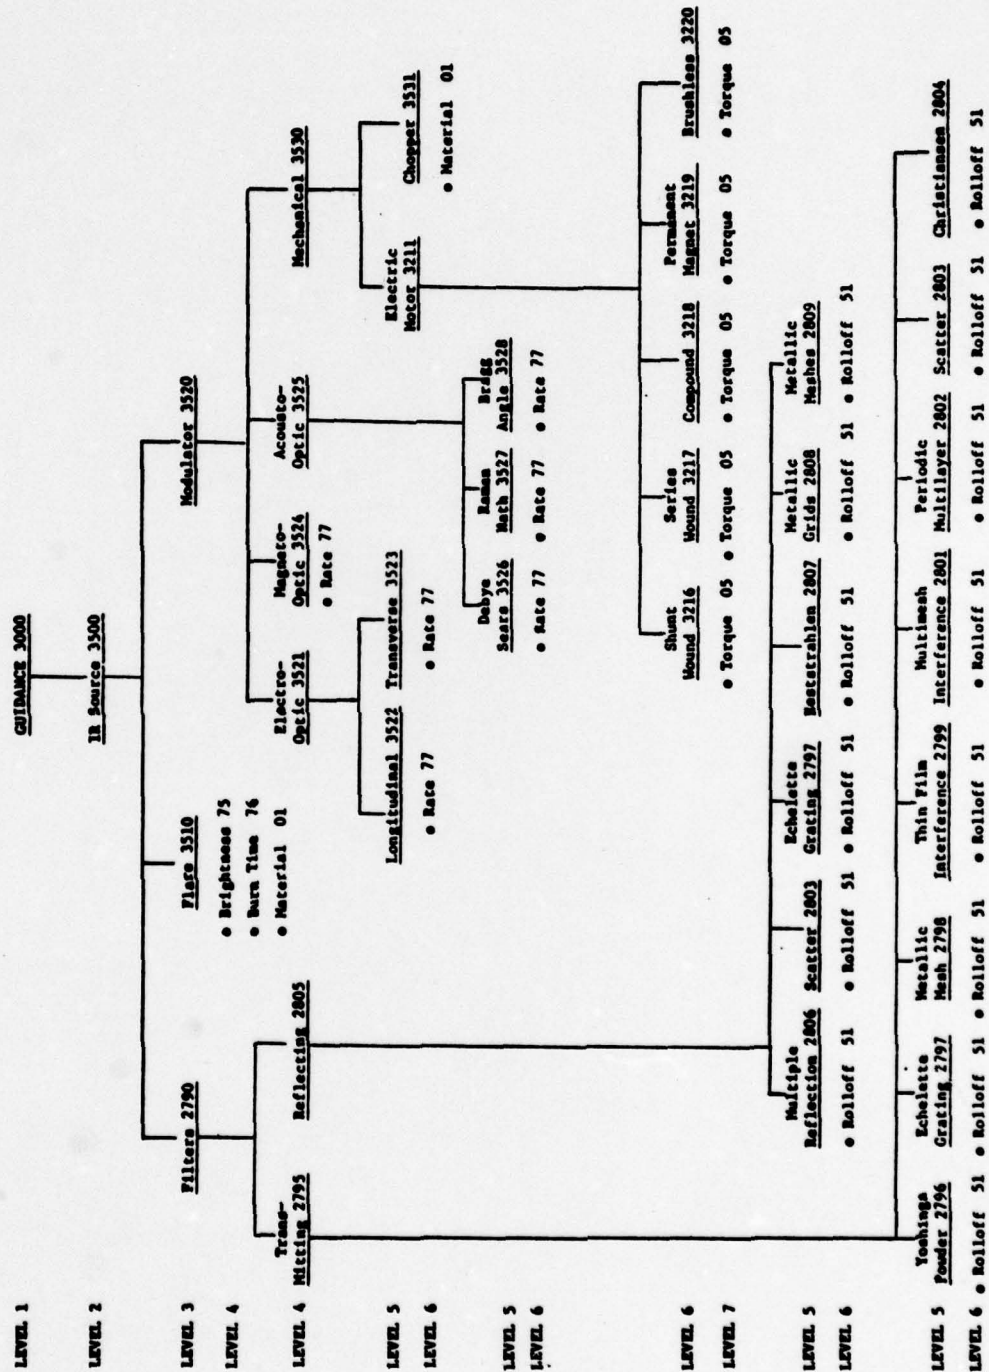 LEVEL 1
GUIDANCE 3000
LEVEL 2
IR Source 3500
LEVEL 3
Filters 2790
Flare 3510
Modulator 3520
LEVEL 4
• Brightness 75
• Burn Time 76
• Material 01
LEVEL 4
Trans-
Mitting 2795
Reflecting 2805
Electro-
Optic 3521
Magneto-
Optic 3524
• Rate 77
Acousto-
Optic 3525
Mechanical 3530
LEVEL 5
Longitudinal 3522
Transverse 3523
Electric
Motor 3211
Chopper 3531
LEVEL 6
• Rate 77
• Rate 77
• Material 01
LEVEL 5
Debye
Sears 3526
Raman
Nath 3527
Bragg
Angle 3528
LEVEL 6
• Rate 77
• Rate 77
• Rate 77
LEVEL 6
Shunt
Wound 3216
Series
Wound 3217
Compound 3218
Permanent
Magnet 3219
Brushless 3220
LEVEL 7
• Torque 05
• Torque 05
• Torque 05
• Torque 05
• Torque 05
LEVEL 5
Multiple
Reflection 2806
Scatter 2803
Echelette
Grating 2797
Reststrahlen 2807
Metallic
Grids 2808
Metallic
Meshes 2809
LEVEL 6
• Rolloff 51
• Rolloff 51
• Rolloff 51
• Rolloff 51
• Rolloff 51
• Rolloff 51
LEVEL 5
Yoshinga
Powder 2796
Echelette
Grating 2797
Metallic
Mesh 2798
Thin Film
Interference 2799
Multimesh
Interference 2801
Periodic
Multilayer 2802
Scatter 2803
Christiansen 2804
LEVEL 6
• Rolloff 51
• Rolloff 51
• Rolloff 51
• Rolloff 51
• Rolloff 51
• Rolloff 51
• Rolloff 51
• Rolloff 51